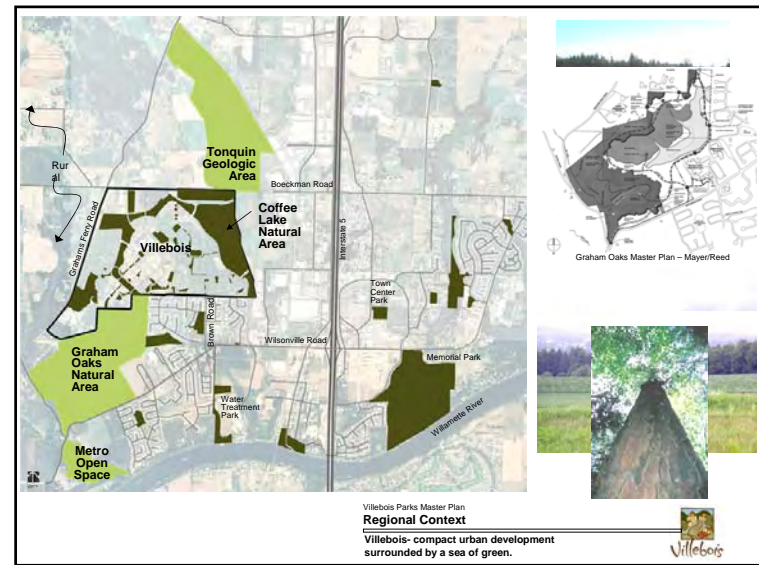 Tonquin
Geologic
Area
Rur
al
Boeckman Road
Coffee
Lake
Natural
Area
Grahams Ferry Road
Villebois
Interstate 5
Town
Center
Park
Graham
Oaks
Natural
Area
Brown Road
Wilsonville Road
Memorial Park
Water
Treatment
Park
Willamette River
Metro
Open
Space
Graham Oaks Master Plan – Mayer/Reed
Villebois Parks Master Plan
Regional Context
Villebois- compact urban development
surrounded by a sea of green.
Villebois